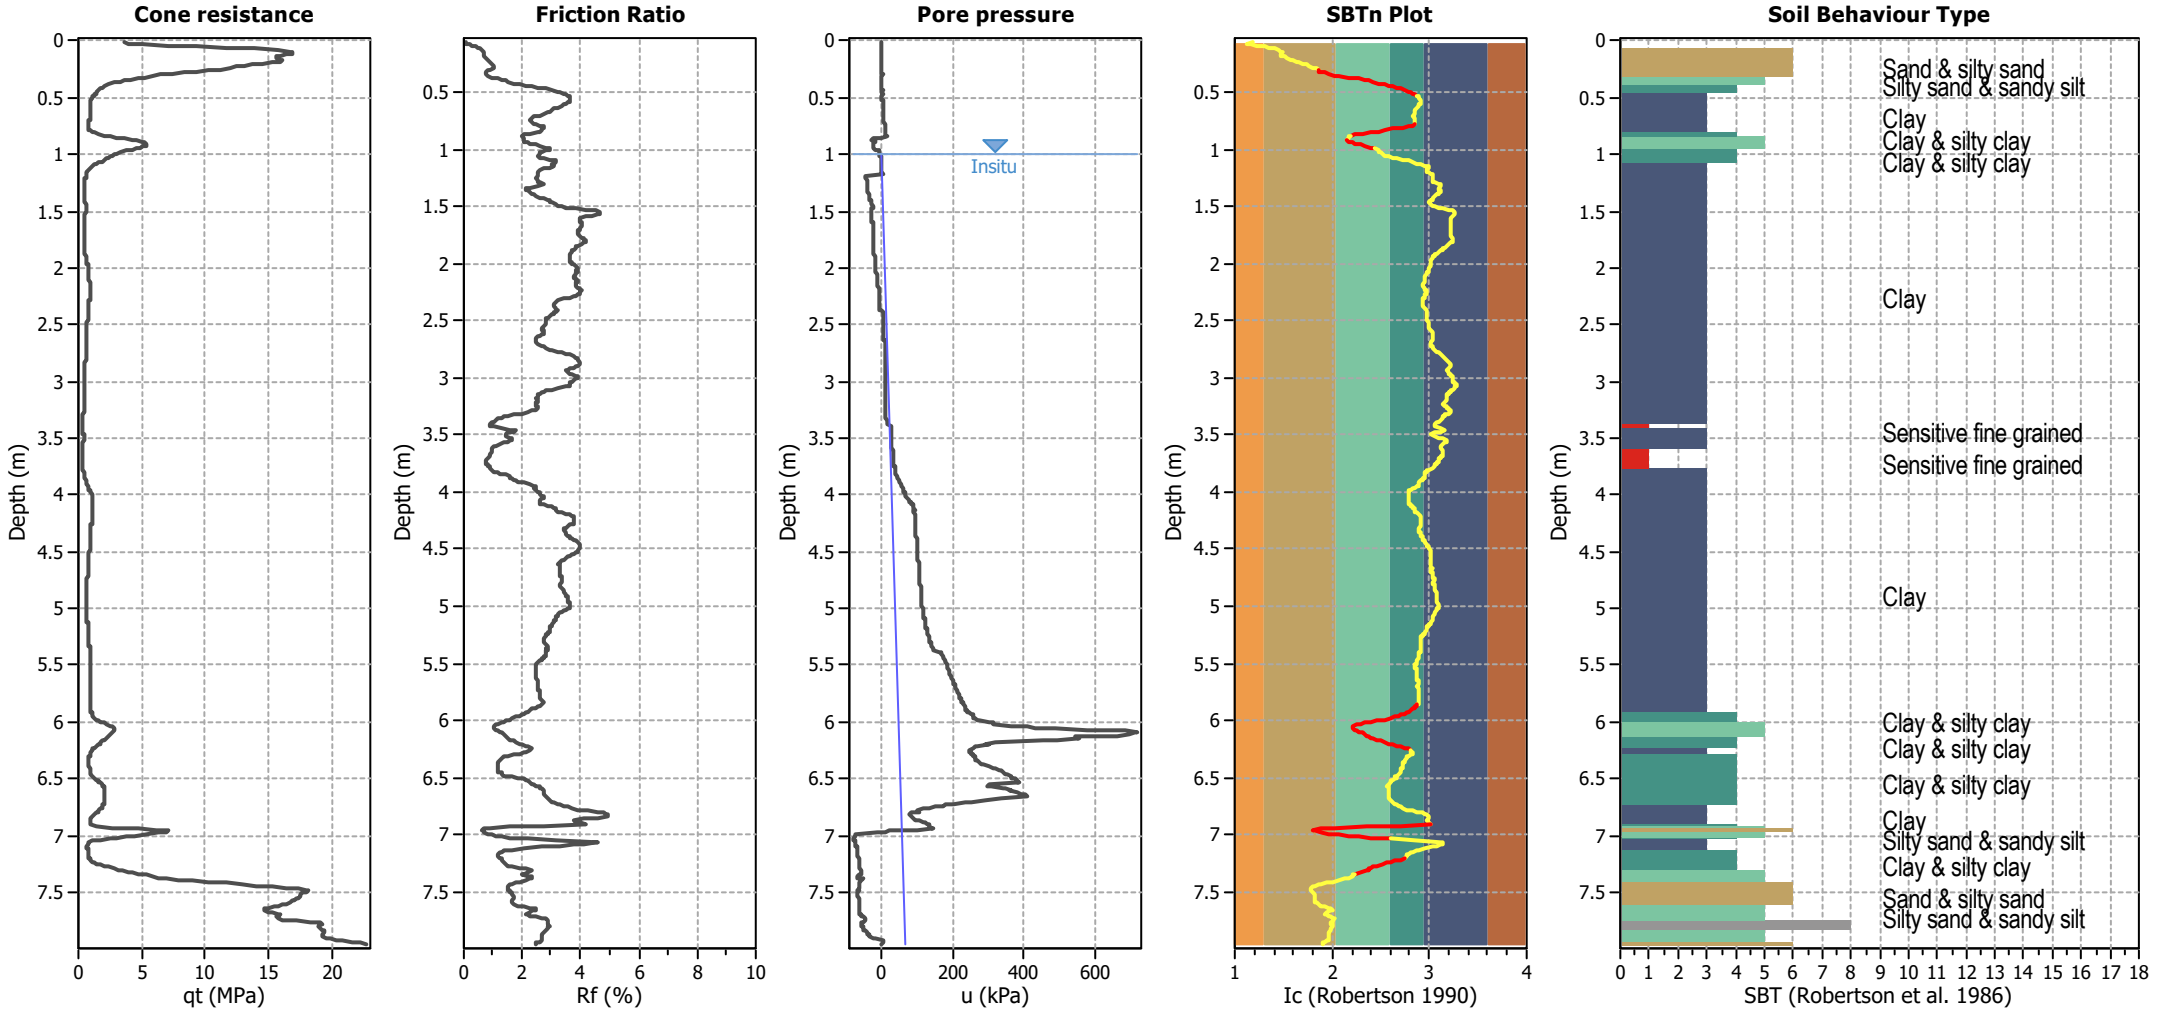 Cone resistance
0
0.5
1
1.5
2
2.5
3
3.5
4
4.5
5
5.5
6
6.5
7
7.5
Depth (m)
0 5 10 15 20
qt (MPa)
Friction Ratio
0.5
1
1.5
2
2.5
3
3.5
4
4.5
5
5.5
6
6.5
7
7.5
Depth (m)
0 2 4 6 8 10
Rf (%)
Pore pressure
0
0.5
1
1.5
2
2.5
3
3.5
4
4.5
5
5.5
6
6.5
7
7.5
Depth (m)
Insitu
0 200 400 600
u (kPa)
SBTn Plot
0.5
1
1.5
2
2.5
3
3.5
4
4.5
5
5.5
6
6.5
7
7.5
Depth (m)
1 2 3 4
Ic (Robertson 1990)
Soil Behaviour Type
0
0.5
1
1.5
2
2.5
3
3.5
4
4.5
5
5.5
6
6.5
7
7.5
Depth (m)
Sand & silty sand
Silty sand & sandy silt
Clay
Clay & silty clay
Clay & silty clay
Clay
Sensitive fine grained
Sensitive fine grained
Clay
Clay & silty clay
Clay & silty clay
Clay & silty clay
Clay
Silty sand & sandy silt
Clay & silty clay
Sand & silty sand
Silty sand & sandy silt
0 1 2 3 4 5 6 7 8 9 10 11 12 13 14 15 16 17 18
SBT (Robertson et al. 1986)